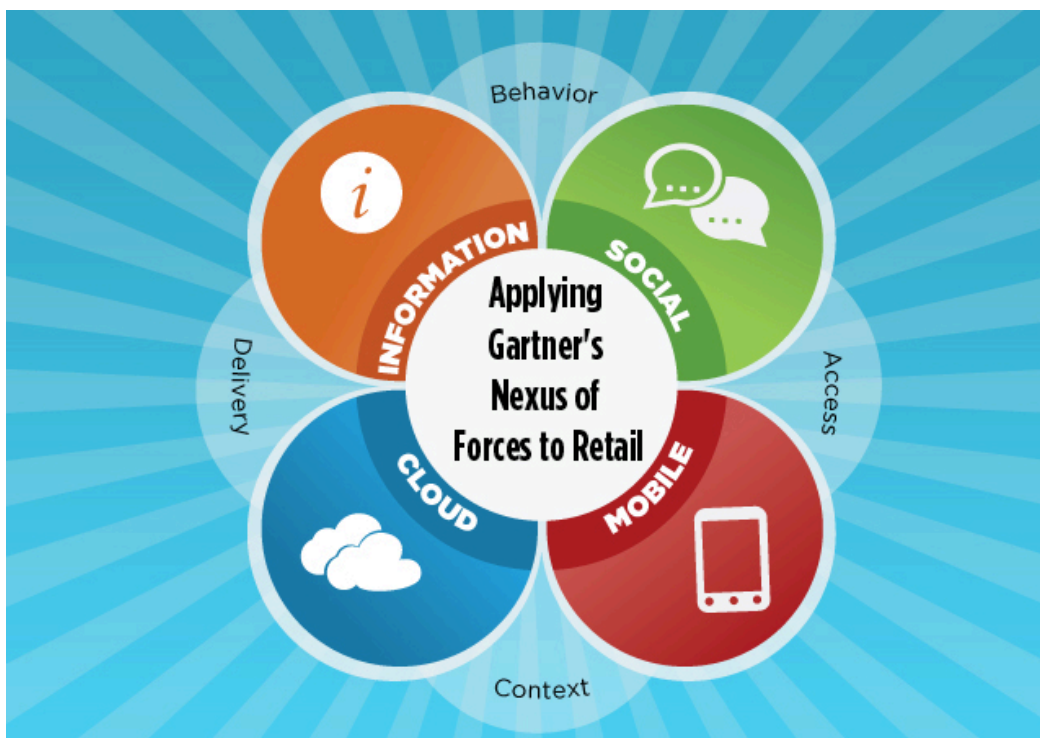 Behavior
INFORMATION
SOCIAL
Applying
Gartner's
Nexus of
Forces to Retail
Delivery
Access
CLOUD
MOBILE
Context